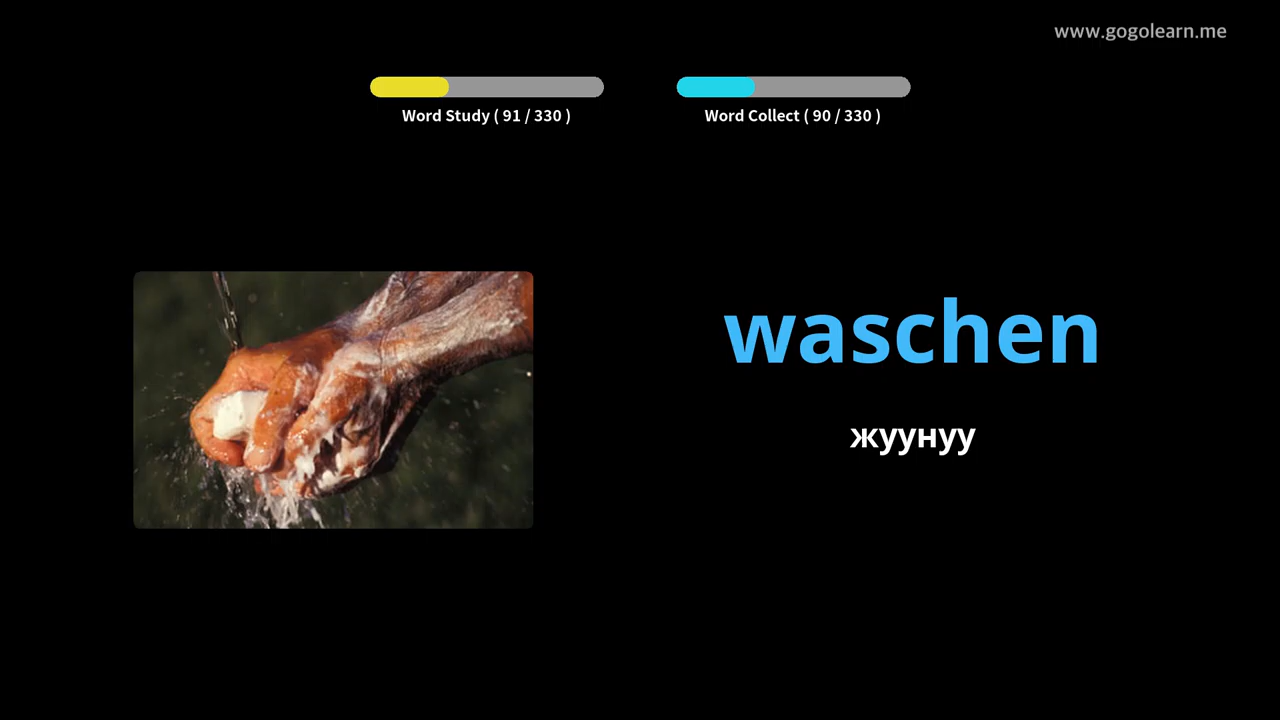 www.gogolearn.me
Word Study ( 91 / 330 )
Word Collect ( 90 / 330 )
waschen
жуунуу